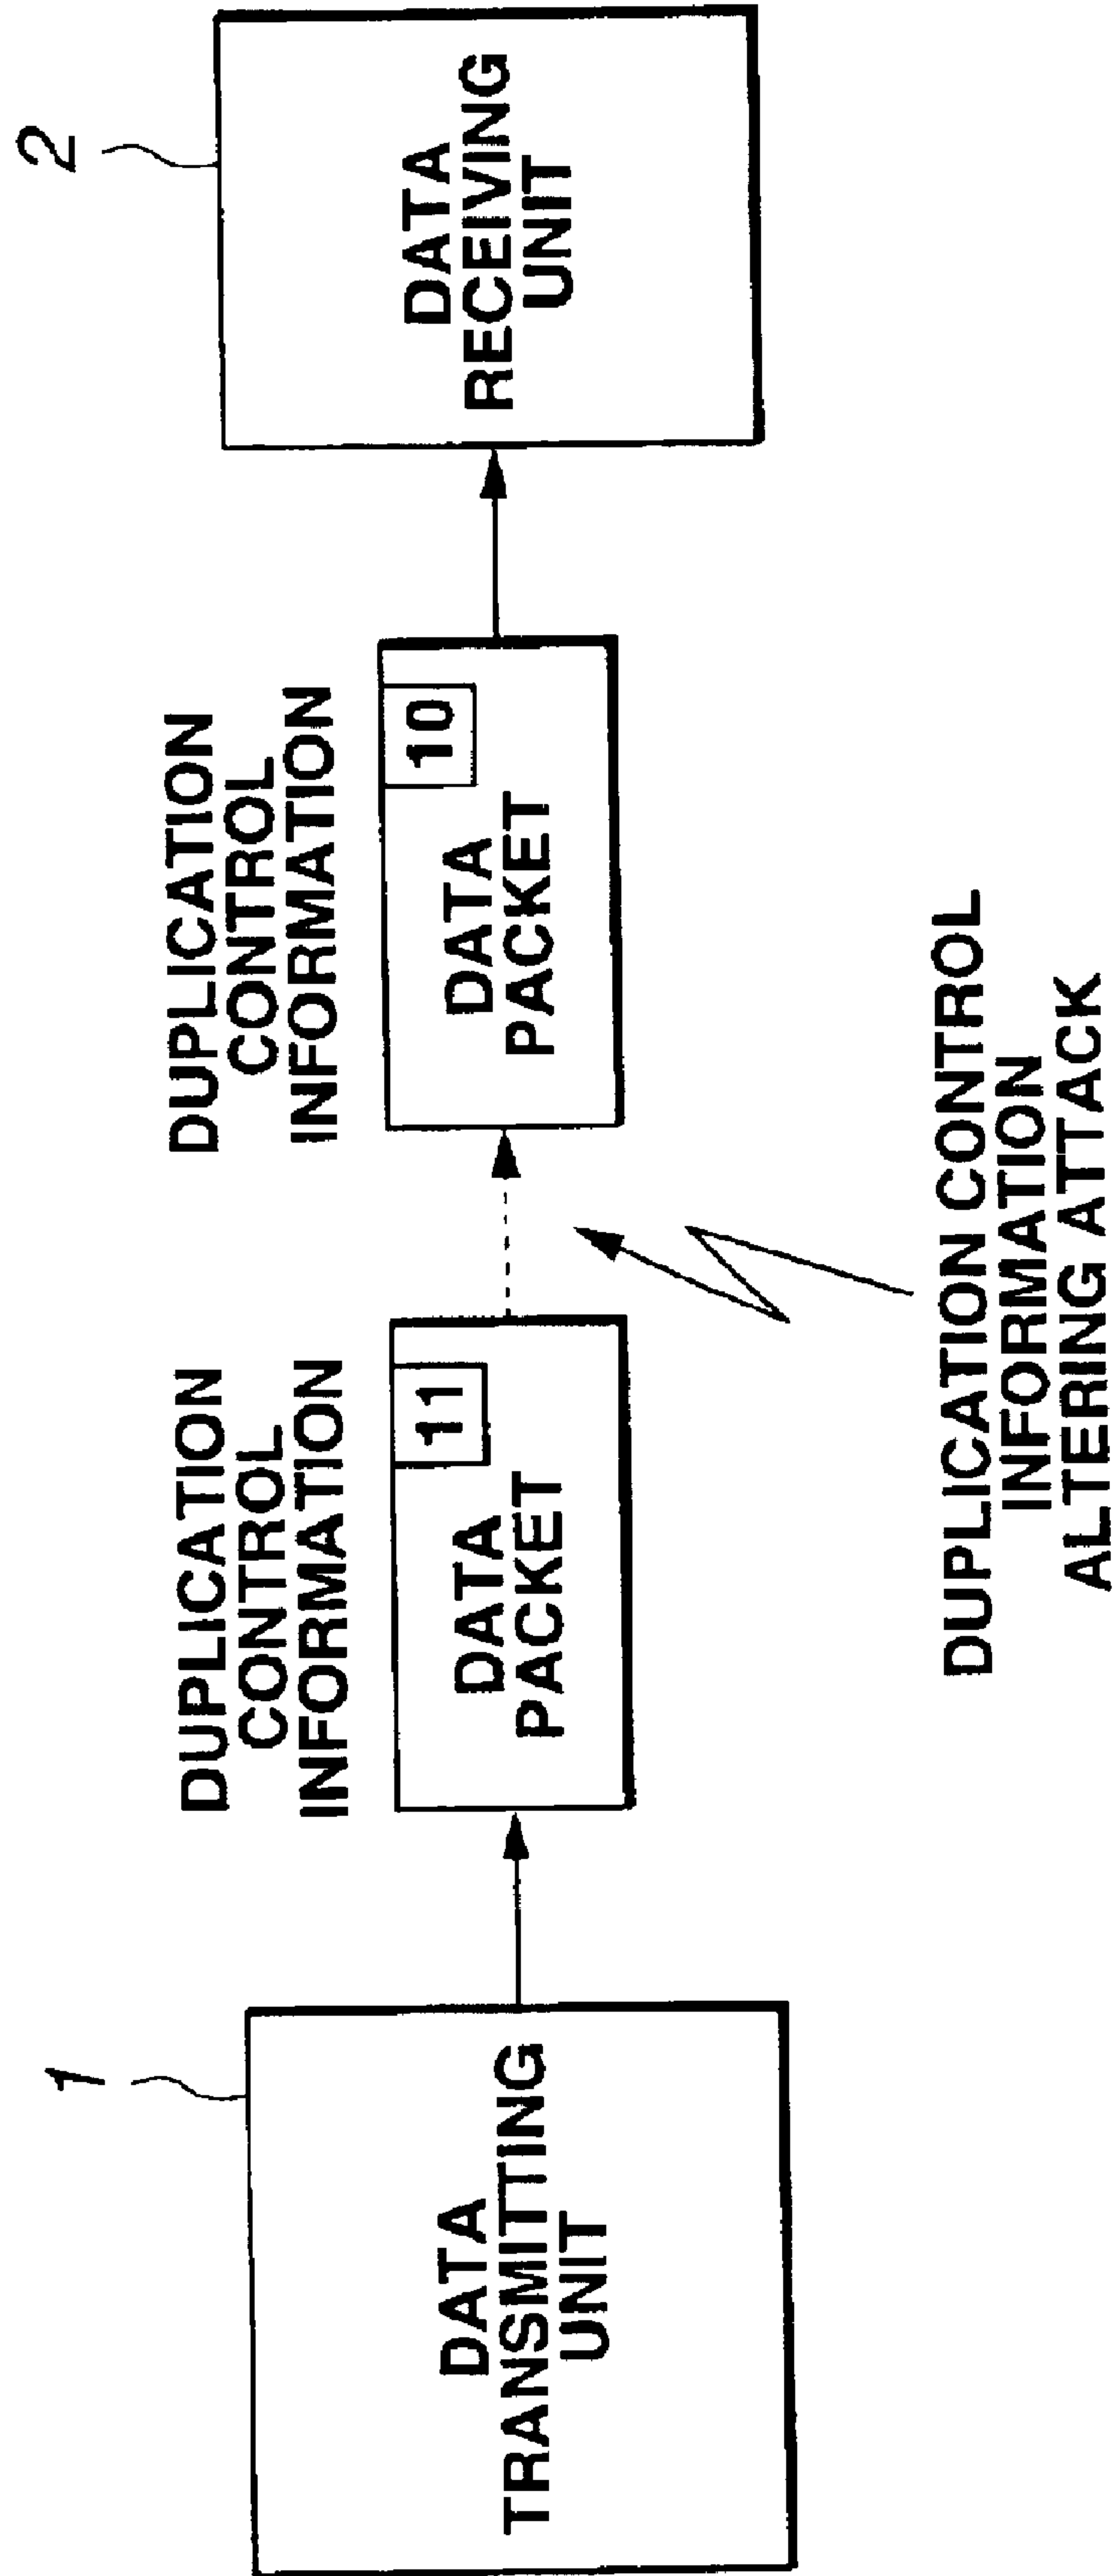 1
DATA
TRANSMITTING
UNIT
DUPLICATION
CONTROL
INFORMATION
11
DATA
PACKET
DUPLICATION
CONTROL
INFORMATION
10
DATA
PACKET
2
DATA
RECEIVING
UNIT
DUPLICATION CONTROL
INFORMATION
ALTERING ATTACK